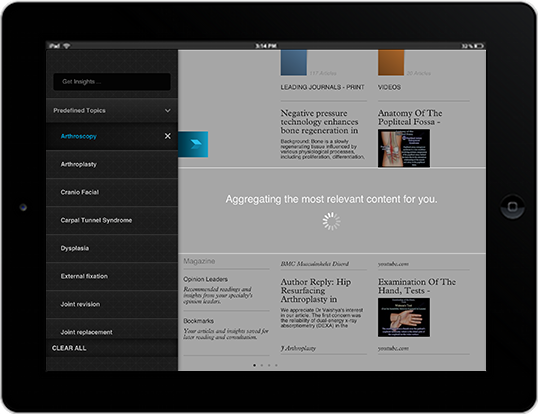 iPad
3:14 PM
32 %
Get Insights ...
Predefined Topics
Arthroscopy
Arthroplasty
Cranio Facial
Carpal Tunnel Syndrome
Dysplasia
External fixation
Joint revision
Joint replacement
CLEAR ALL
117 Articles
LEADING JOURNALS - PRINT
Negative pressure
technology enhances
bone regeneration in
Background: Bone is a slowly
regenerating tissue influenced by
various physiological processes,
including proliferation, differentiation,
VIDEOS
Anatomy Of The
Popliteal Fossa -
Aggregating the most relevant content for you.
Magazine
Opinion Leaders
Recommended readings and
insights from your specialty's
opinion leaders.
Bookmarks
Your articles and insights saved for
later reading and consultation.
BMC Musculoskelet Disord
Author Reply: Hip
Resurfacing
Arthroplasty in
We appreciate Dr Vaishya's interest
in our article. The first concern was
the reliability of dual-energy x-ray
absorptiometry (DEXA) in the
J Arthroplasty
youtube.com
Examination Of The
Hand, Tests -
youtube.com